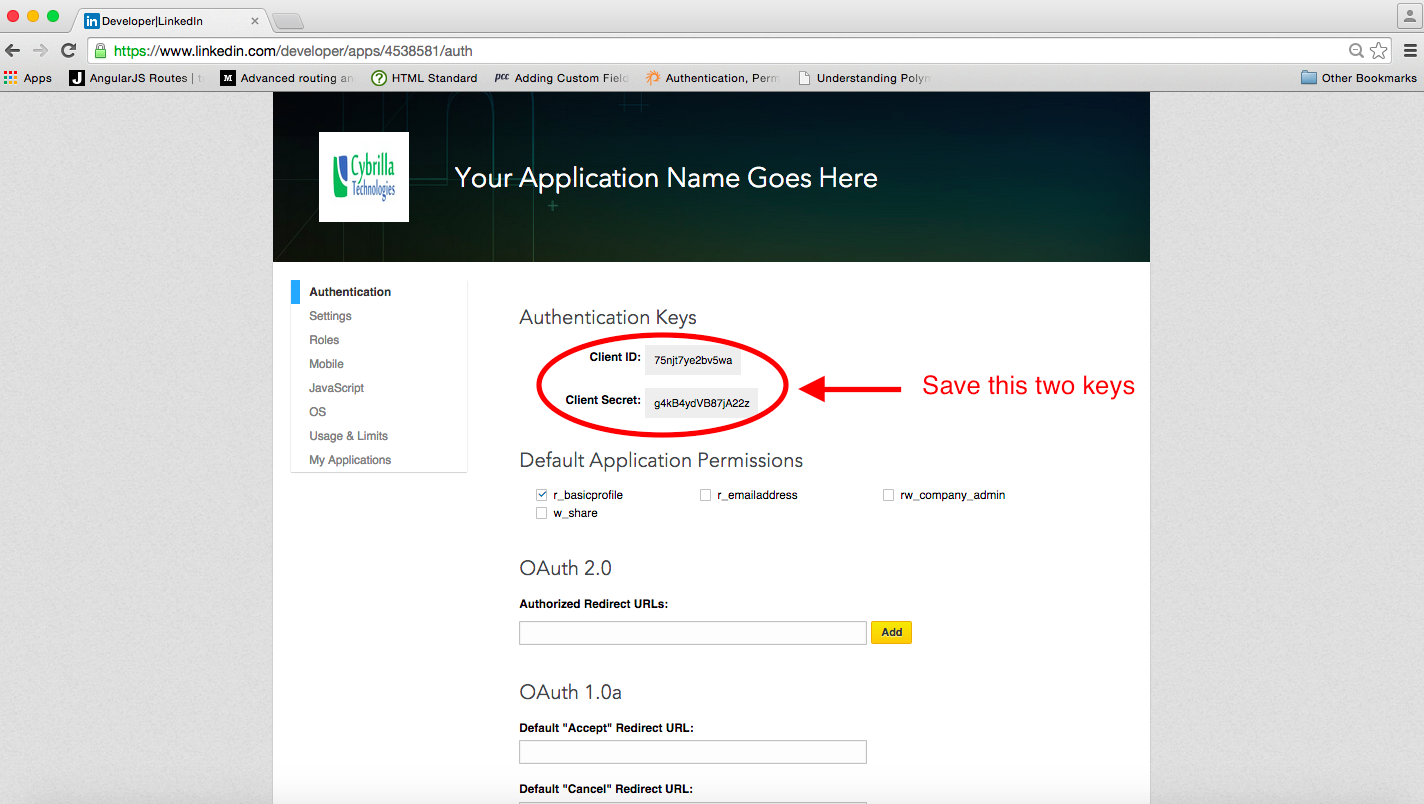 Developer|LinkedIn
https://www.linkedin.com/developer/apps/4538581/auth
Apps
AngularJS Routes |
Advanced routing an
HTML Standard
pcc Adding Custom Field
Authentication, Perm
Understanding Polym
Other Bookmarks
Cybrilla
Technologies
Your Application Name Goes Here
Authentication
Settings
Roles
Mobile
JavaScript
OS
Usage & Limits
My Applications
Authentication Keys
Client ID: 75njt7ye2bv5wa
Client Secret: g4kB4ydVB87jA22z
Save this two keys
Default Application Permissions
r_basicprofile r_emailaddress rw_company_admin
w_share
OAuth 2.0
Authorized Redirect URLs:
Add
OAuth 1.0a
Default "Accept" Redirect URL:
Default "Cancel" Redirect URL: